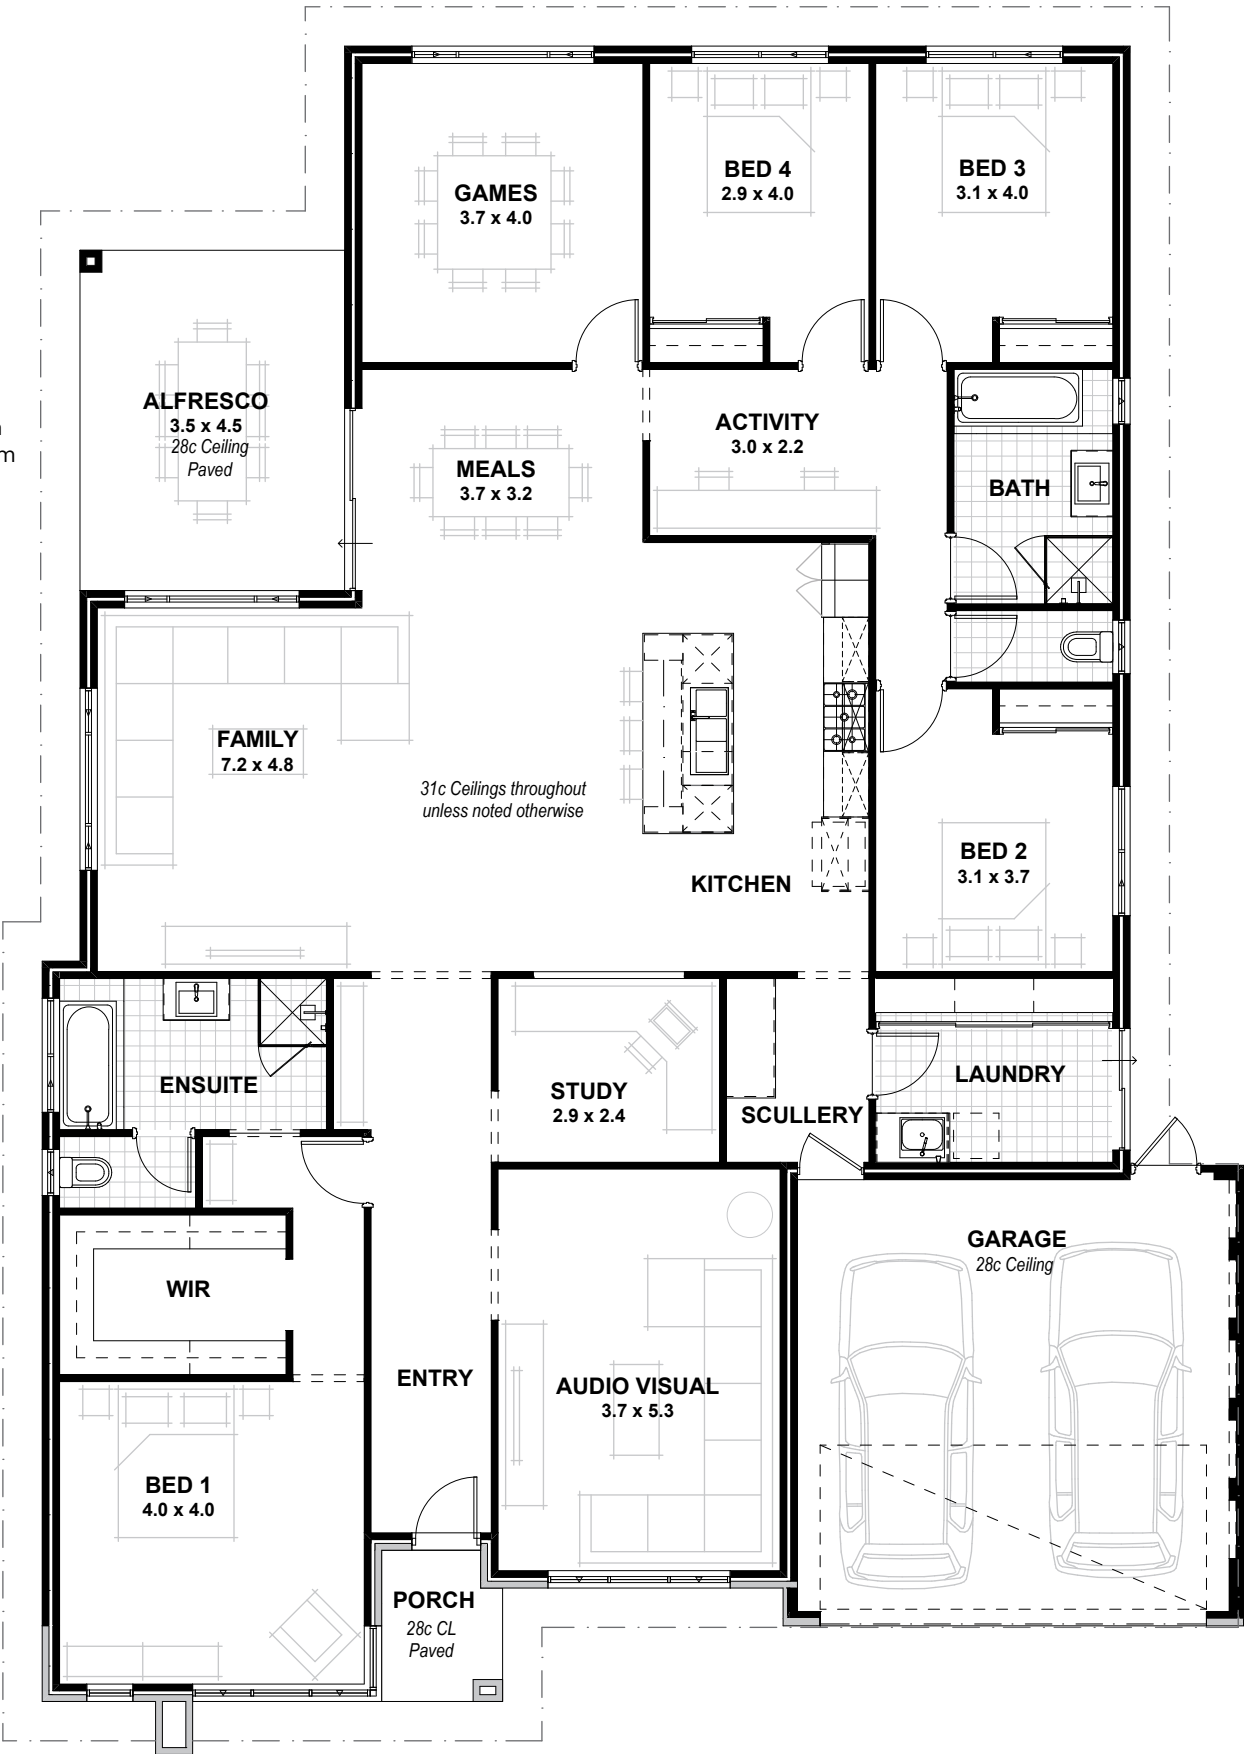 GAMES
3.7 x 4.0
BED 4
2.9 x 4.0
BED 3
3.1 x 4.0
ALFRESCO
3.5 x 4.5
28c Ceiling
Paved
m
MEALS
3.7 x 3.2
ACTIVITY
3.0 x 2.2
BATH
FAMILY
7.2 x 4.8
31c Ceilings throughout
unless noted otherwise
KITCHEN
BED 2
3.1 x 3.7
ENSUITE
STUDY
2.9 x 2.4
SCULLERY
LAUNDRY
WIR
GARAGE
28c Ceiling
ENTRY
AUDIO VISUAL
3.7 x 5.3
BED 1
4.0 x 4.0
PORCH
28c CL
Paved